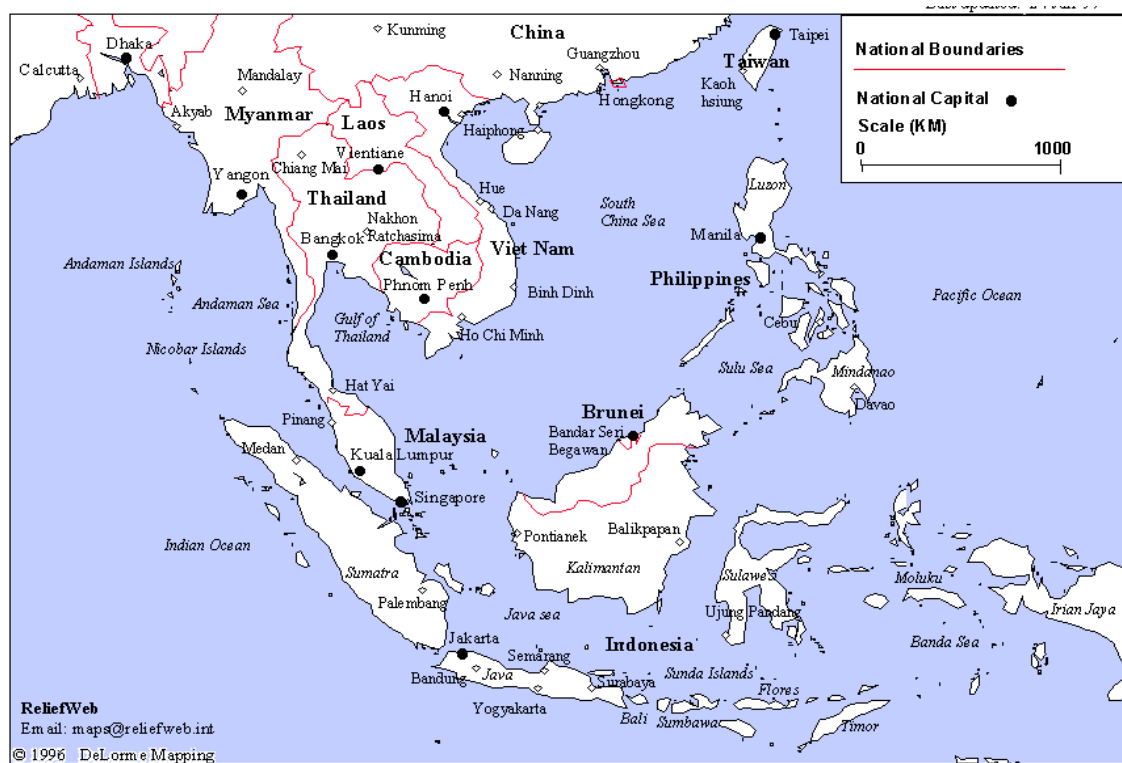 Last updated: 24 Jan 99
Kunming
China
Dhaka
Taipei
Guangzhou
Taiwan
National Boundaries
Calcutta
Nanning
Kaoh
hsiung
Mandalay
Hanoi
Hongkong
National Capital
Akyab
Myanmar
Laos
Haiphong
Scale (KM)
0
1000
Vientiane
Chiang Mai
Yangon
Thailand
Hue
Luzon
Da Nang
South
China Sea
Nakhon
Ratchasima
Bangkok
Manila
Viet Nam
Cambodia
Andaman Islands
Phnom Penh
Philippines
Binh Dinh
Pacific Ocean
Andaman Sea
Gulf of
Thailand
Ho Chi Minh
Cebu
Nicobar Islands
Sulu Sea
Mindanao
Hat Yai
Davao
Brunei
Pinang
Malaysia
Bandar Seri
Begawan
Medan
Kuala Lumpur
Singapore
Pontianek
Balikpapan
Indian Ocean
Kalimantan
Sumatra
Sulawesi
Moluku
Palembang
Irian Jaya
Java sea
Ujung Pandang
Jakarta
Indonesia
Banda Sea
Semarang
Bandung
Java
Sunda Islands
Surabaya
Flores
Yogyakarta
Bali
Sumbawa
Timor
ReliefWeb
Email: maps@reliefweb.int
© 1996 DeLorme Mapping